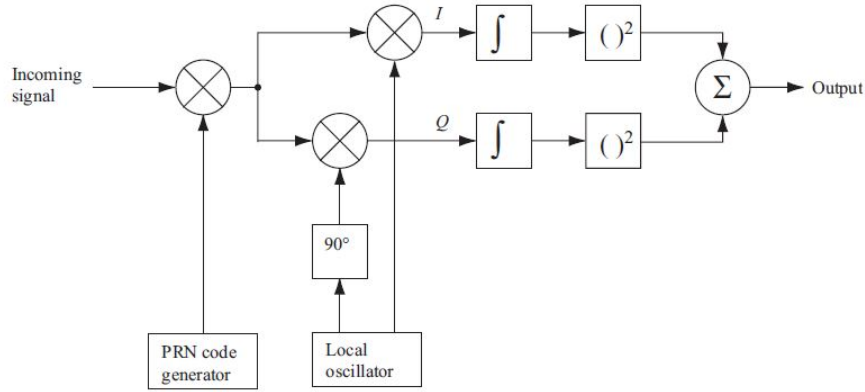 I
∫
( )²
Incoming
signal
Σ
Output
Q
∫
( )²
90°
PRN code
generator
Local
oscillator